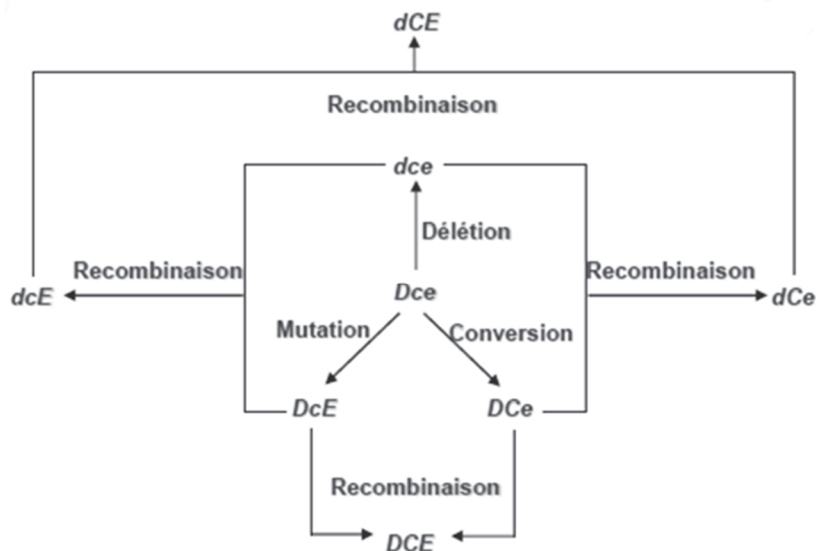 dCE
Recombinaison
dce
Délétion
Recombinaison
Recombinaison
dcE
Dce
dCe
Mutation
Conversion
DcE
DCe
Recombinaison
DCE